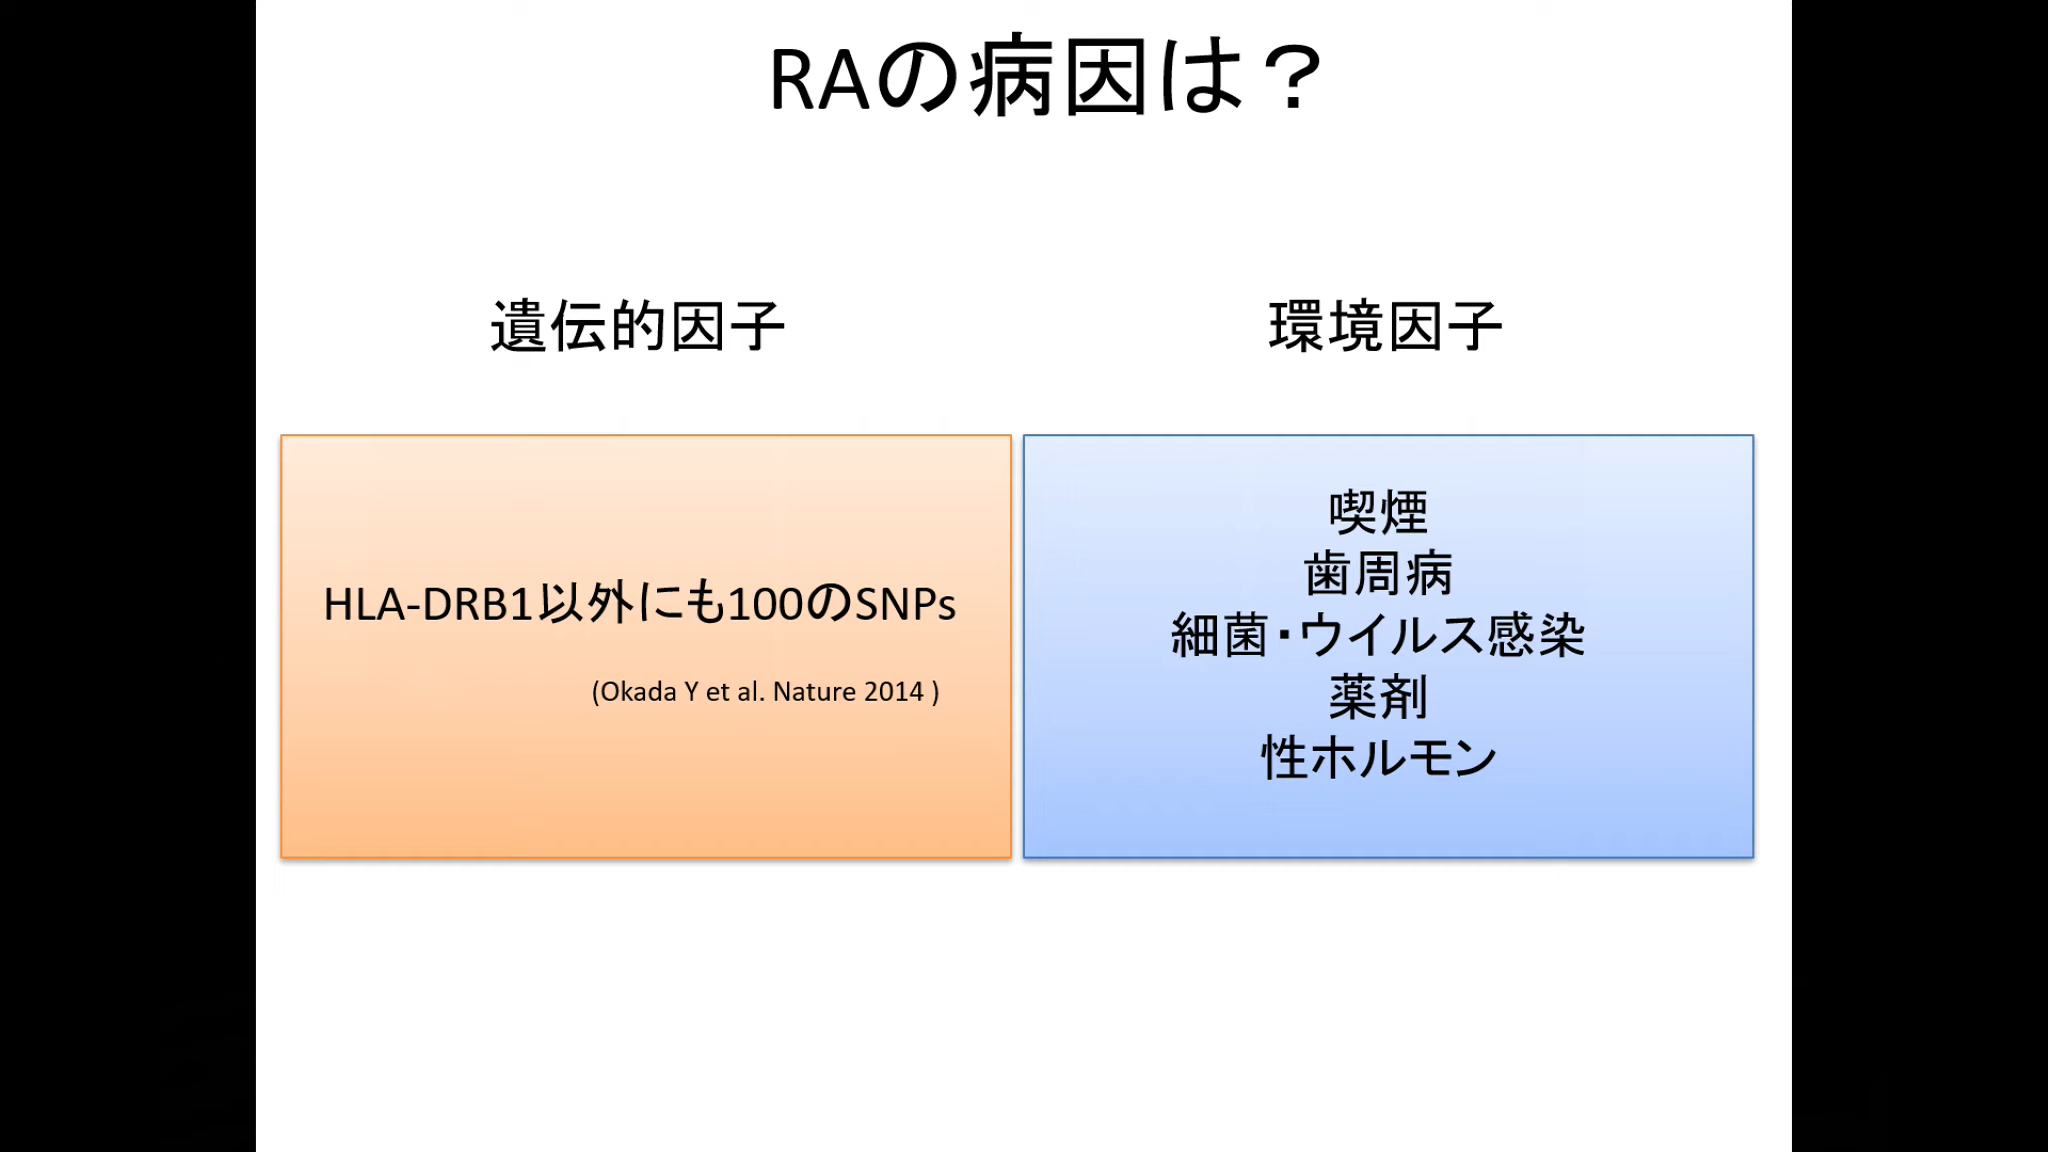 RAの病因は？
遺伝的因子
環境因子
HLA-DRB1以外にも100のSNPs
(Okada Y et al. Nature 2014 )
喫煙
歯周病
細菌・ウイルス感染
薬剤
性ホルモン